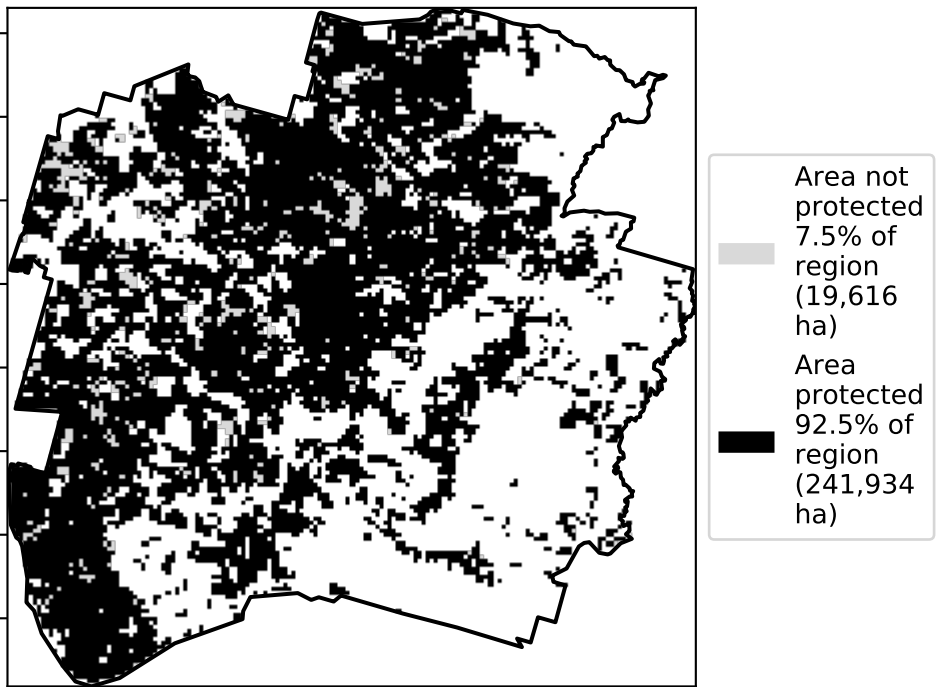 Area not
protected
7.5% of
region
(19,616
ha)
Area
protected
92.5% of
region
(241,934
ha)